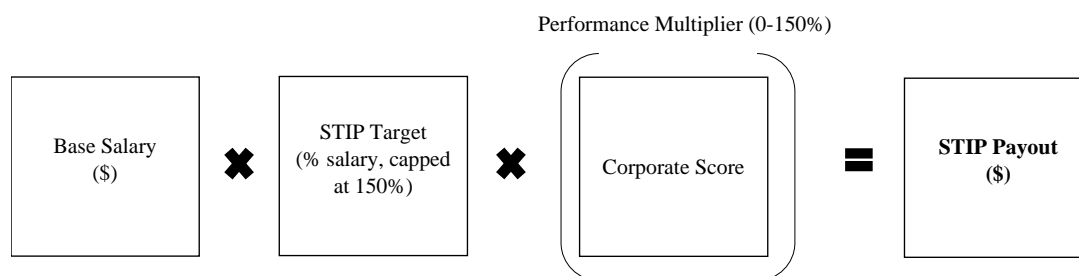 Performance Multiplier (0-150%)
Base Salary
($)
STIP Target
(% salary, capped
at 150%)
Corporate Score
STIP Payout
($)